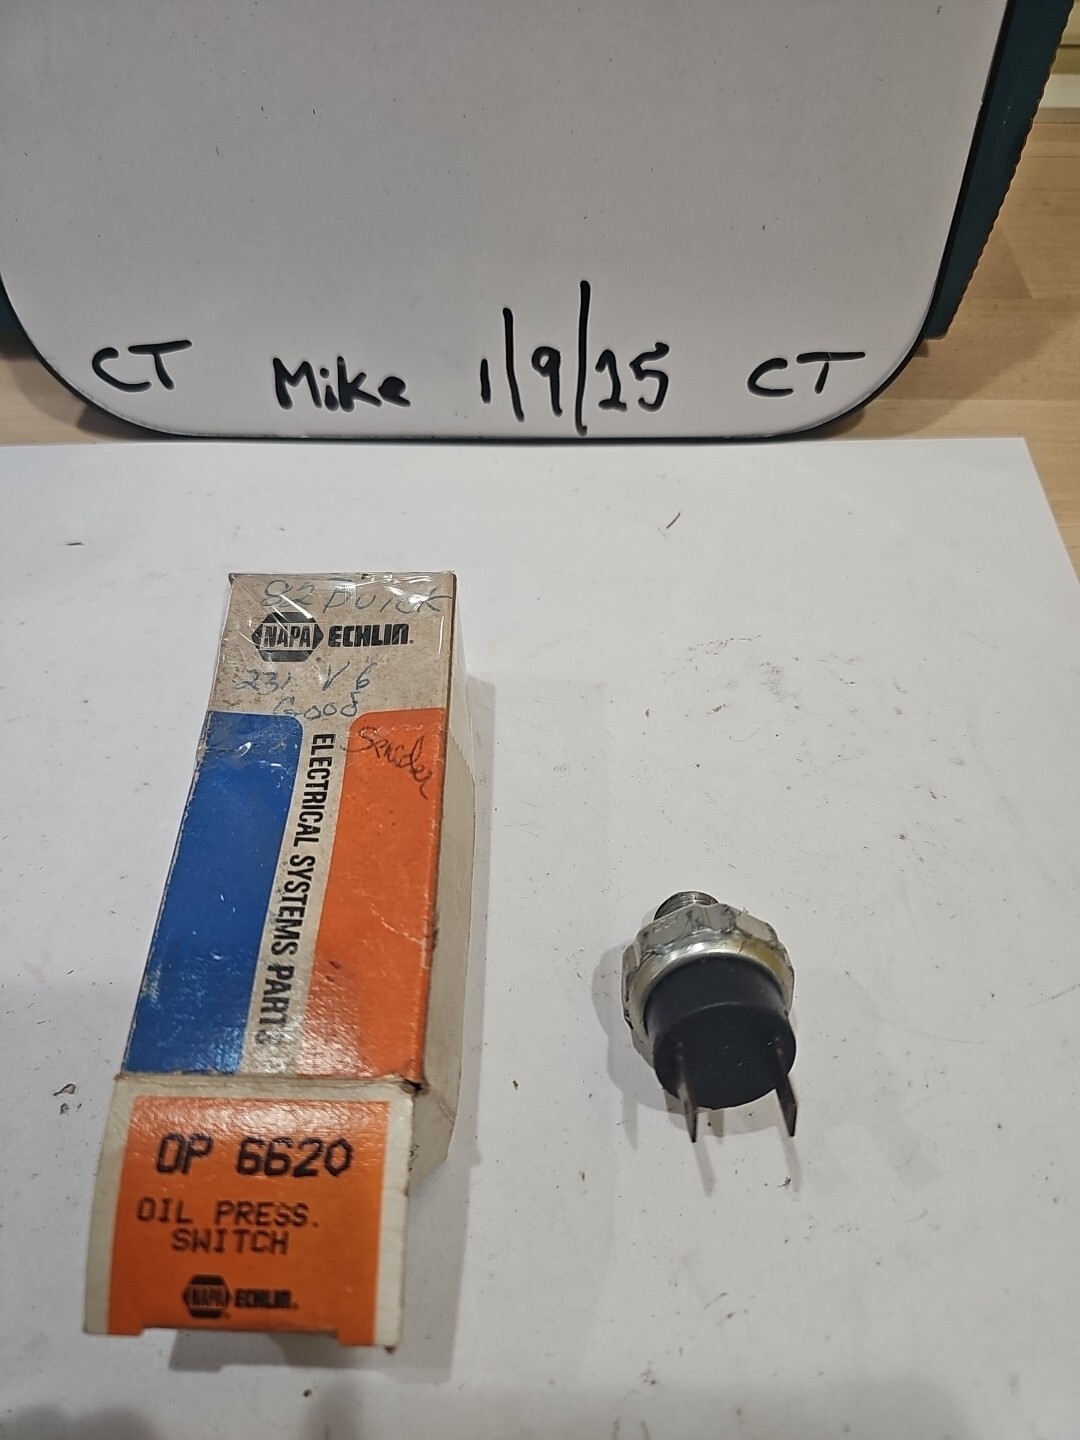 CT Mike 1/9/25 CT
82 Buick
NAPA ECHLIN.
231 V6
Good
ELECTRICAL SYSTEMS PARTS
OP 6620
OIL PRESS.
SWITCH
NAPA ECHLIN.